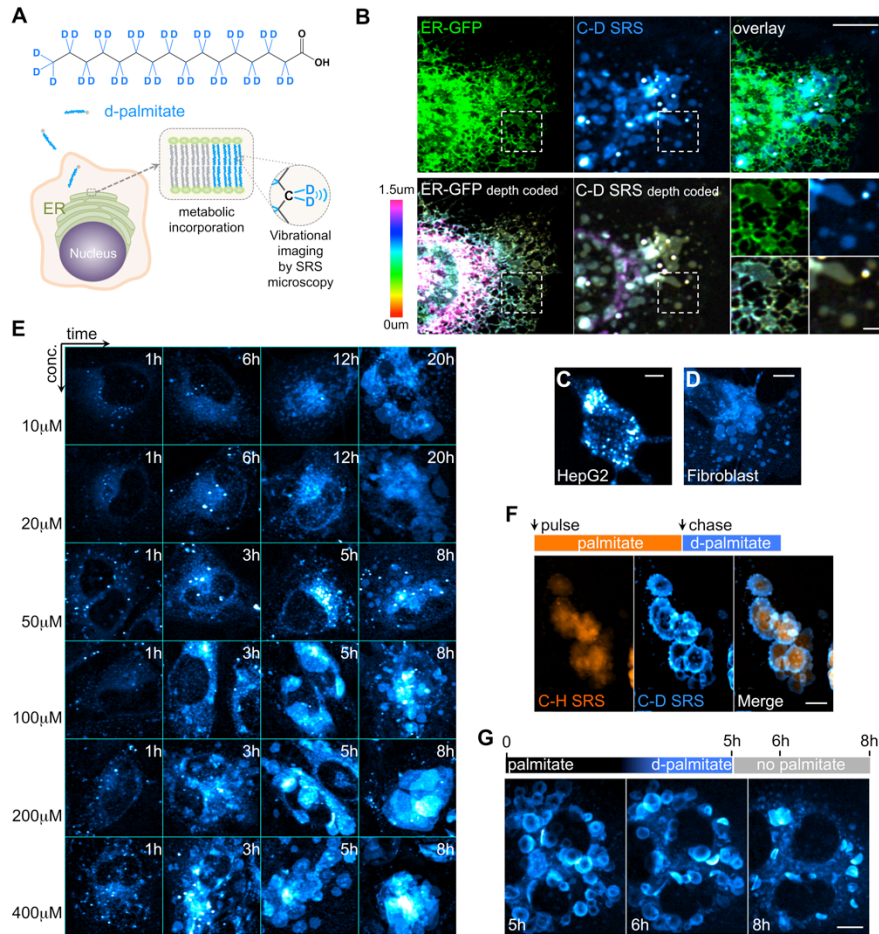 A
D D D D D D D D D D D D D D
D
D
D
D D D D D D D D D D D D D D
O
OH
d-palmitate
ER
Nucleus
metabolic
incorporation
C
D
D
Vibrational
imaging
by SRS
microscopy
B
ER-GFP
C-D SRS
overlay
1.5um
0um
ER-GFP depth coded
C-D SRS depth coded
C
HepG2
D
Fibroblast
E
time
conc.
1h 6h 12h 20h
10μM
1h 6h 12h 20h
20μM
1h 3h 5h 8h
50μM
1h 3h 5h 8h
100μM
1h 3h 5h 8h
200μM
1h 3h 5h 8h
400μM
F
pulse chase
palmitate d-palmitate
C-H SRS
C-D SRS
Merge
G
0 5h 6h 8h
palmitate d-palmitate no palmitate
5h 6h 8h